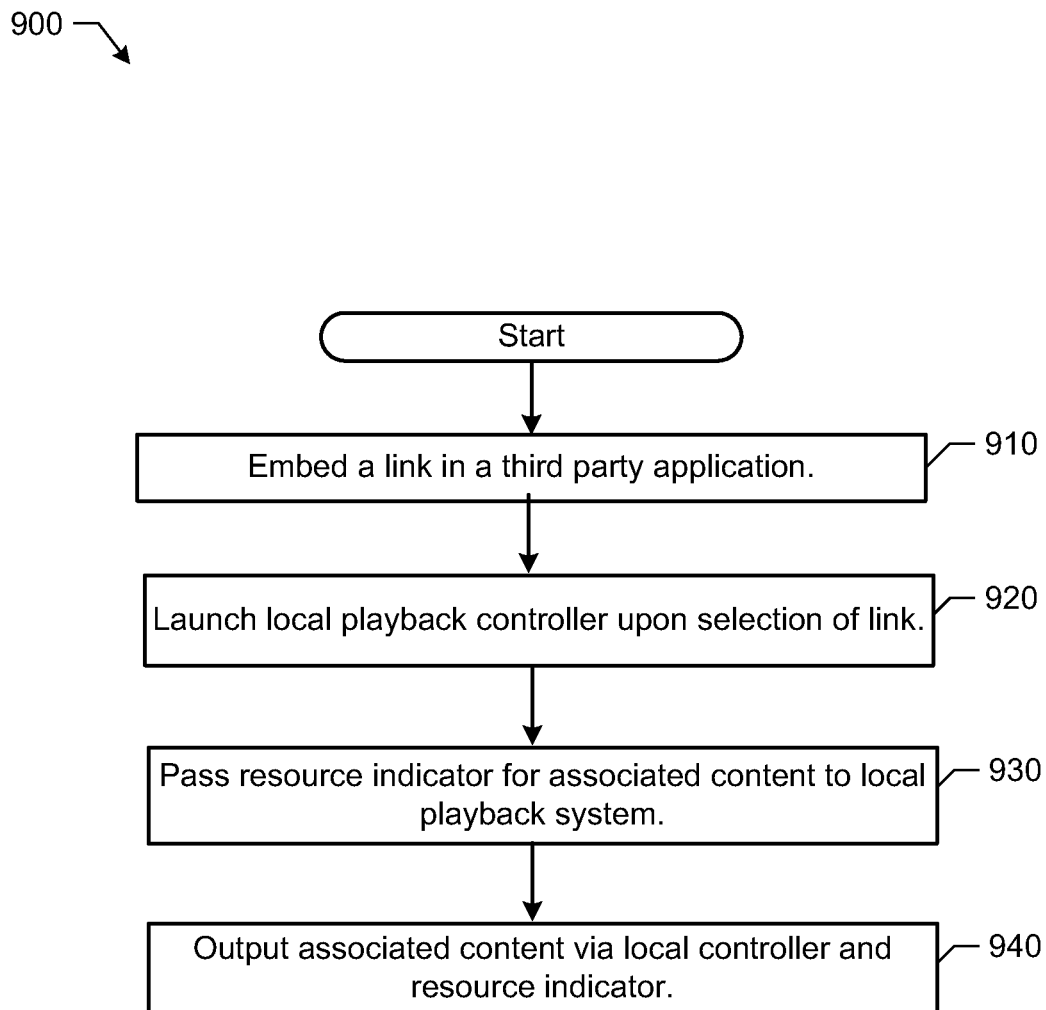 900
Start
Embed a link in a third party application.
910
Launch local playback controller upon selection of link.
920
Pass resource indicator for associated content to local
playback system.
930
Output associated content via local controller and
resource indicator.
940